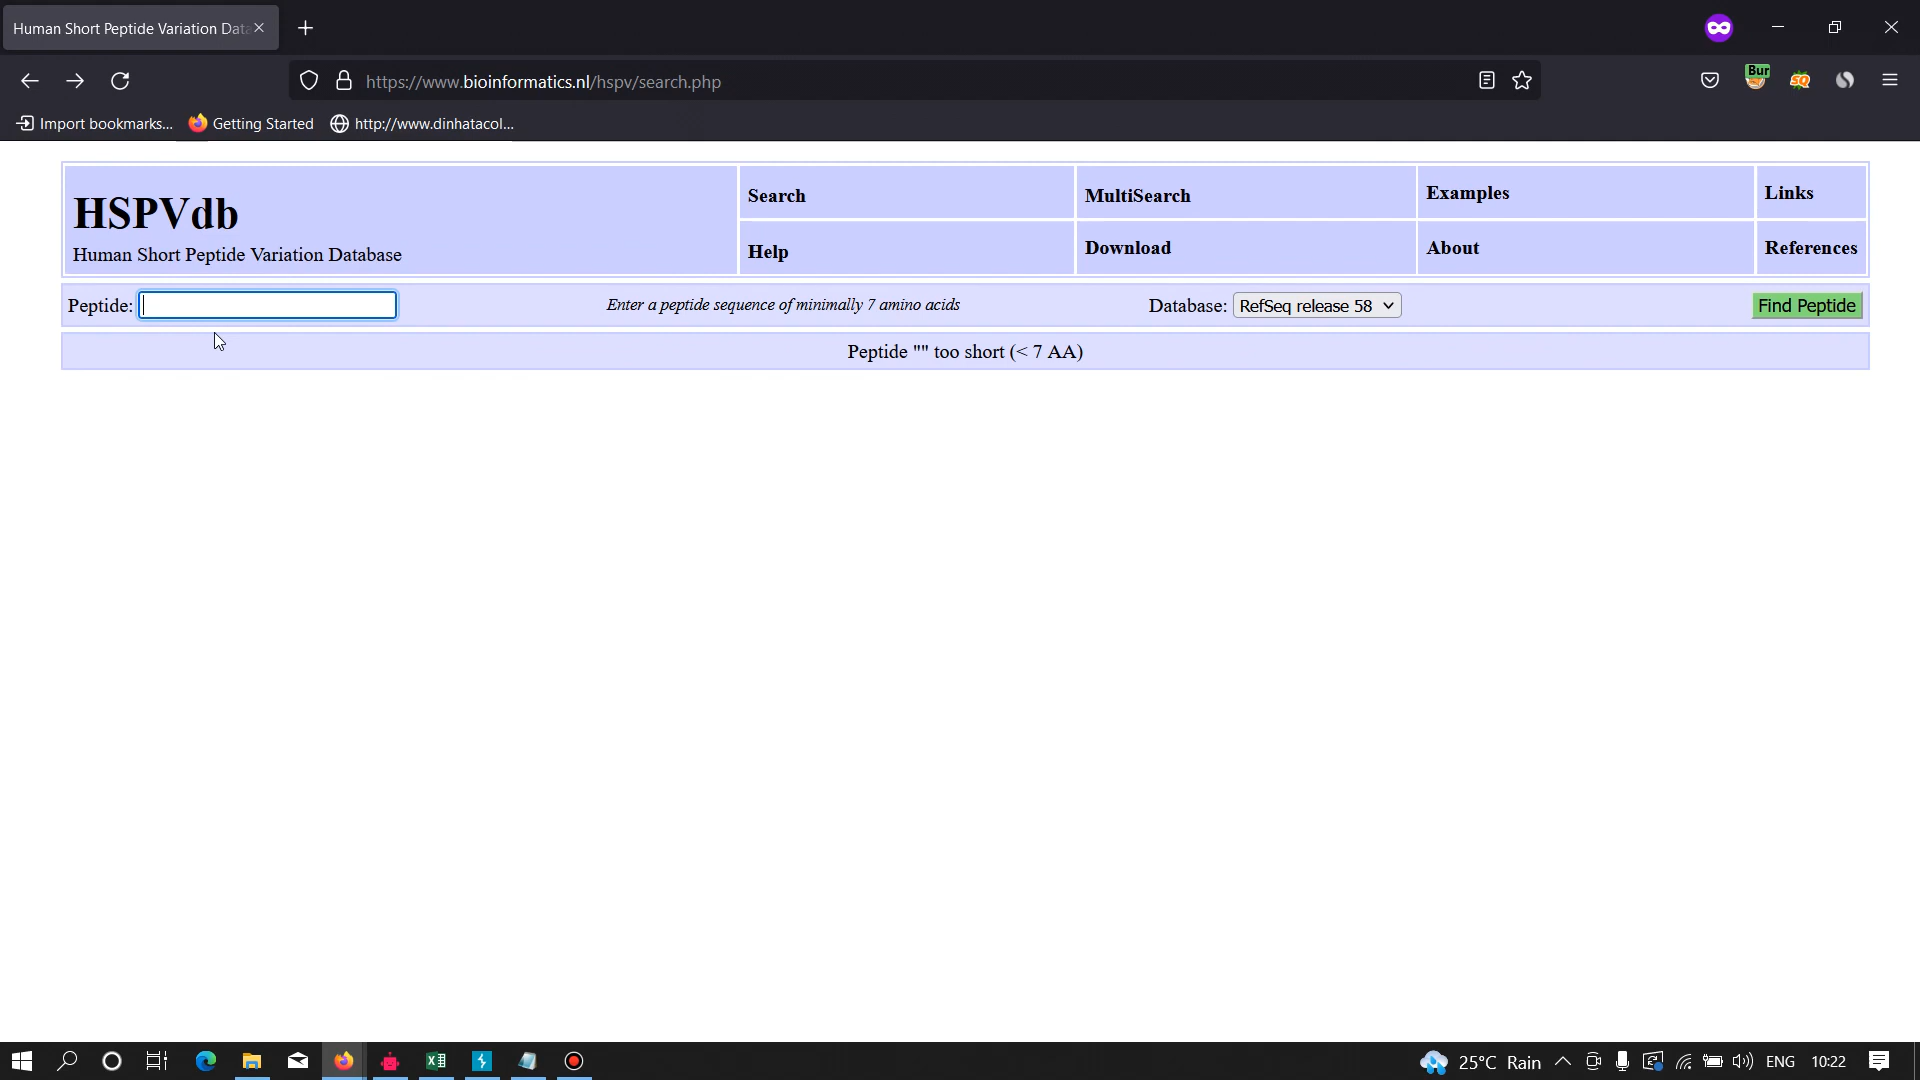 Human Short Peptide Variation Data
https://www.bioinformatics.nl/hspv/search.php
Bur
SQ
Import bookmarks...
Getting Started
http://www.dinhatacol...
HSPVdb
Human Short Peptide Variation Database
Search
MultiSearch
Examples
Links
Help
Download
About
References
Peptide:
Enter a peptide sequence of minimally 7 amino acids
Database:
RefSeq release 58
Find Peptide
Peptide "" too short (< 7 AA)
25°C Rain
ENG
10:22